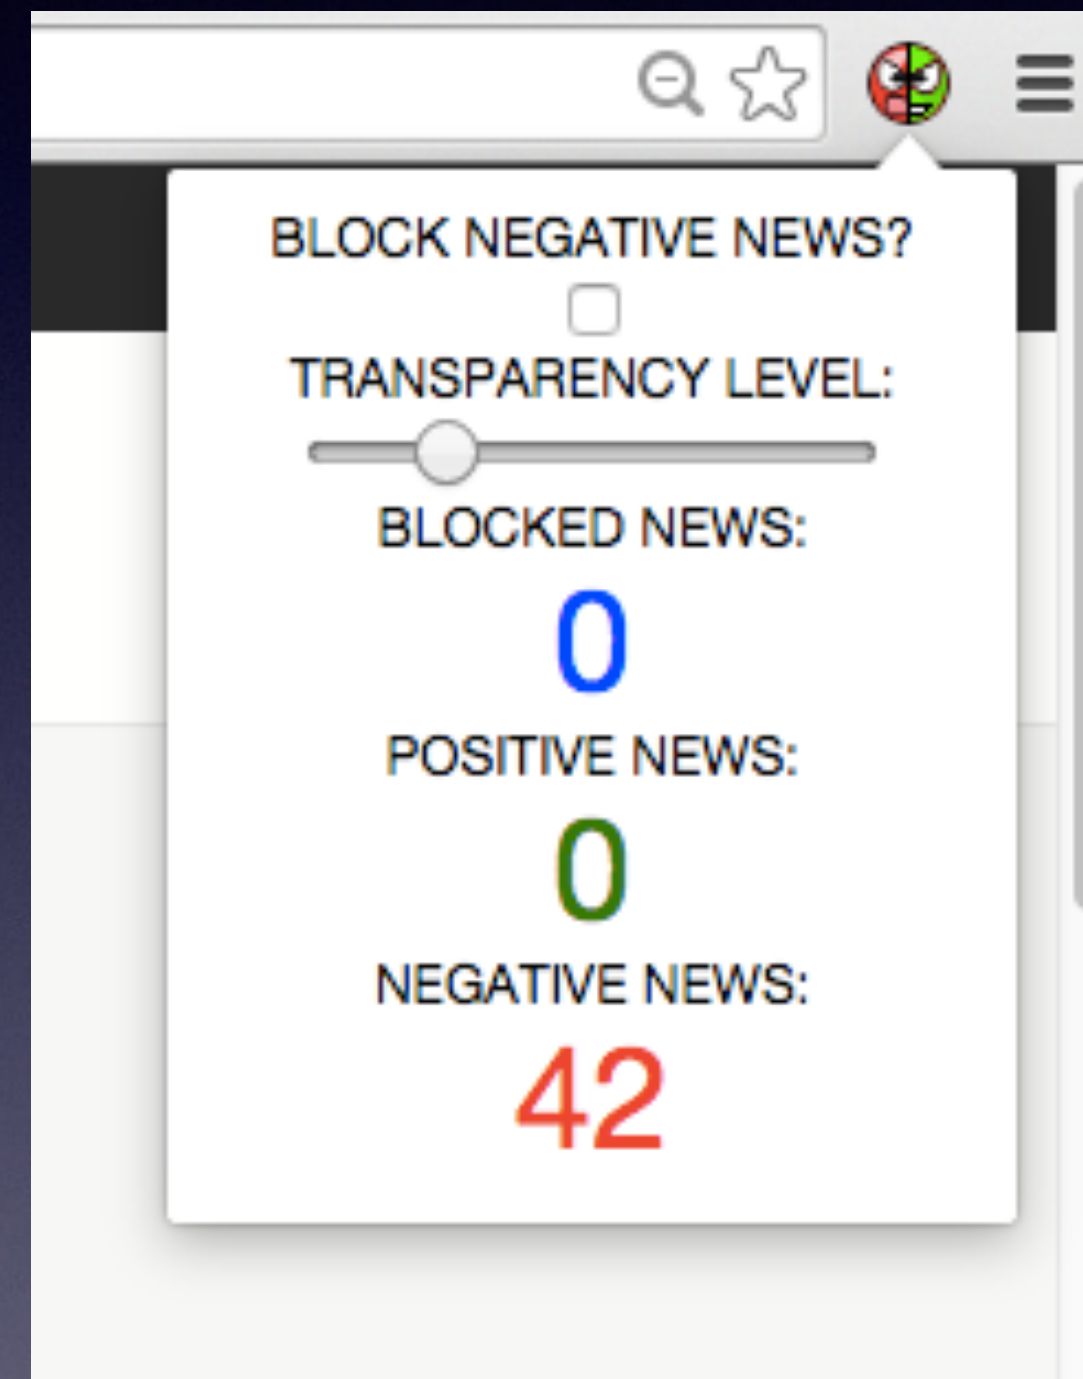 BLOCK NEGATIVE NEWS?
TRANSPARENCY LEVEL:
BLOCKED NEWS:
0
POSITIVE NEWS:
0
NEGATIVE NEWS:
42